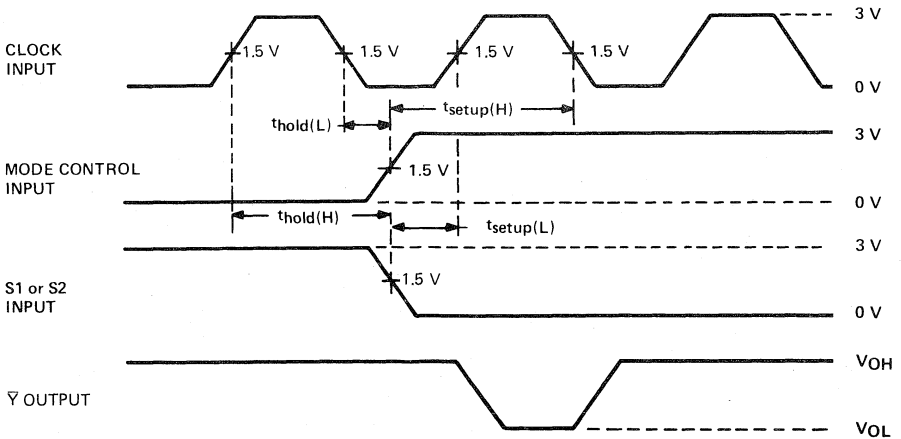 3 V
CLOCK
INPUT
1.5 V
1.5 V
1.5 V
1.5 V
0 V
tsetup(H)
thold(L)
3 V
MODE CONTROL
INPUT
1.5 V
0 V
thold(H)
tsetup(L)
3 V
S1 or S2
INPUT
1.5 V
0 V
VOH
Y̅ OUTPUT
VOL